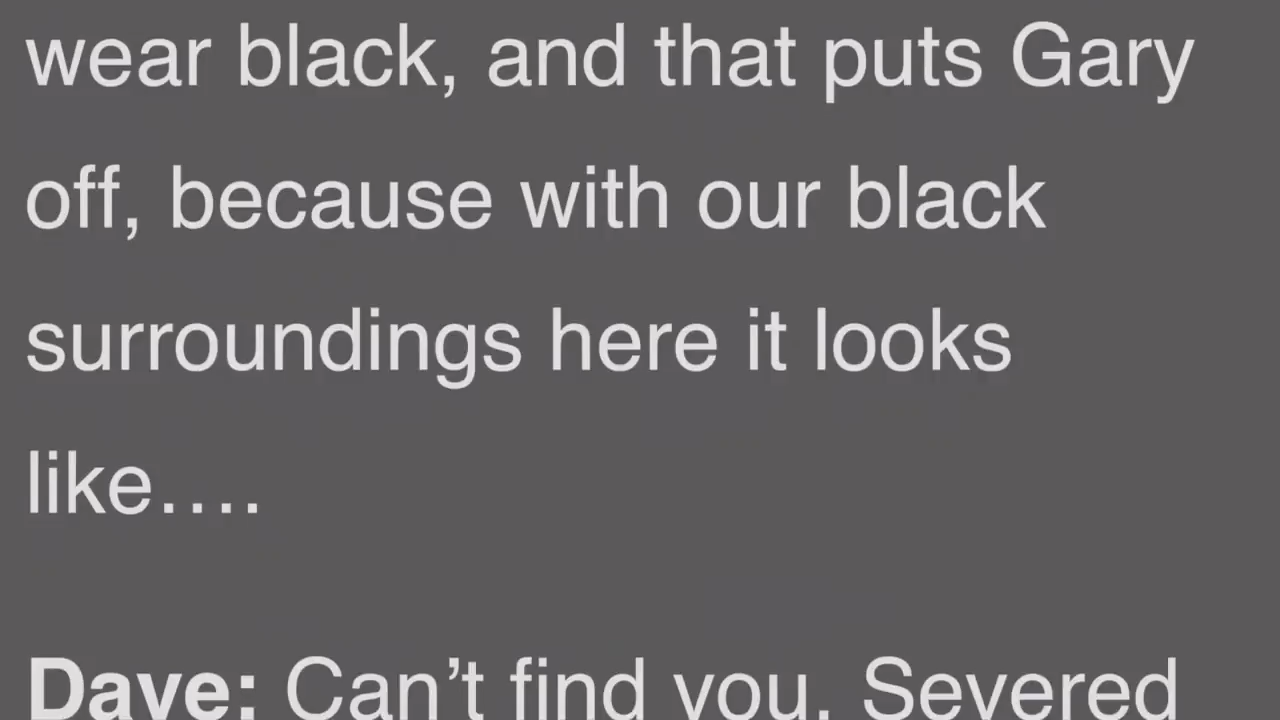 wear black, and that puts Gary
off, because with our black
surroundings here it looks
like….
Dave: Can’t find you. Severed